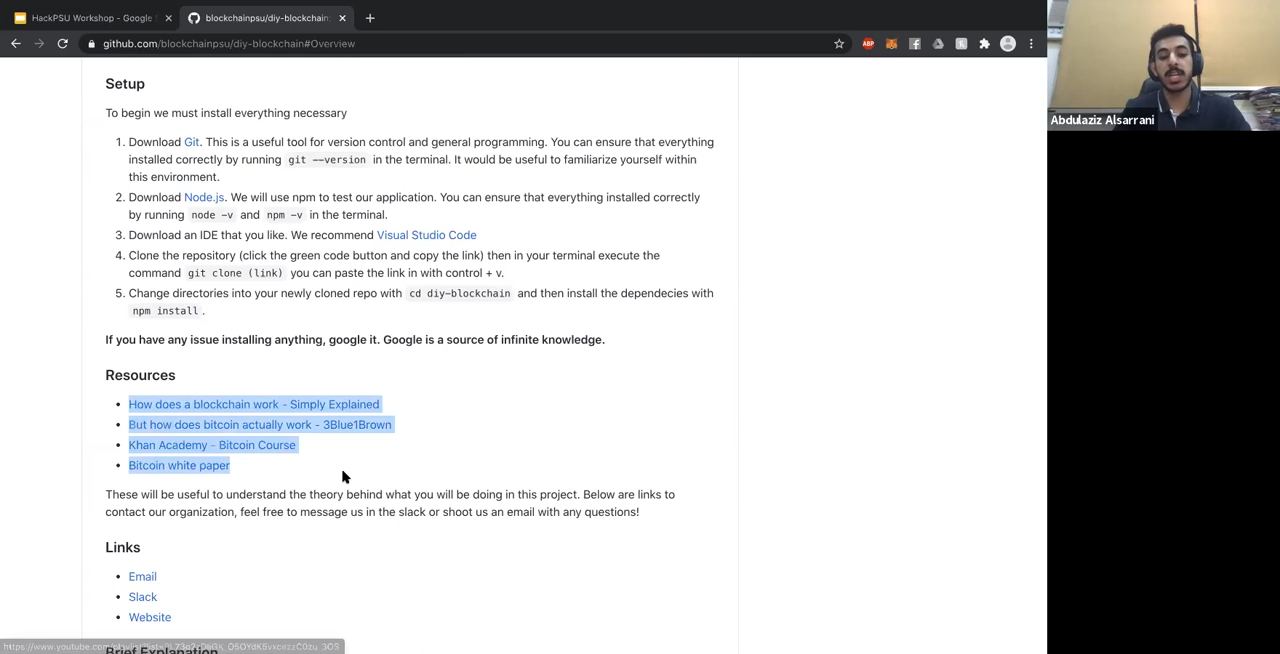 HackPSU Workshop - Google
blockchainpsu/diy-blockchain:
github.com/blockchainpsu/diy-blockchain#Overview
ABP
Abdulaziz Alsarrani
Setup
To begin we must install everything necessary
1. Download Git. This is a useful tool for version control and general programming. You can ensure that everything
installed correctly by running git --version in the terminal. It would be useful to familiarize yourself within
this environment.
2. Download Node.js. We will use npm to test our application. You can ensure that everything installed correctly
by running node -v and npm -v in the terminal.
3. Download an IDE that you like. We recommend Visual Studio Code
4. Clone the repository (click the green code button and copy the link) then in your terminal execute the
command git clone (link) you can paste the link in with control + v.
5. Change directories into your newly cloned repo with cd diy-blockchain and then install the dependecies with
npm install.
If you have any issue installing anything, google it. Google is a source of infinite knowledge.
Resources
• How does a blockchain work - Simply Explained
• But how does bitcoin actually work - 3Blue1Brown
• Khan Academy - Bitcoin Course
• Bitcoin white paper
These will be useful to understand the theory behind what you will be doing in this project. Below are links to
contact our organization, feel free to message us in the slack or shoot us an email with any questions!
Links
• Email
• Slack
• Website
Brief Explanation